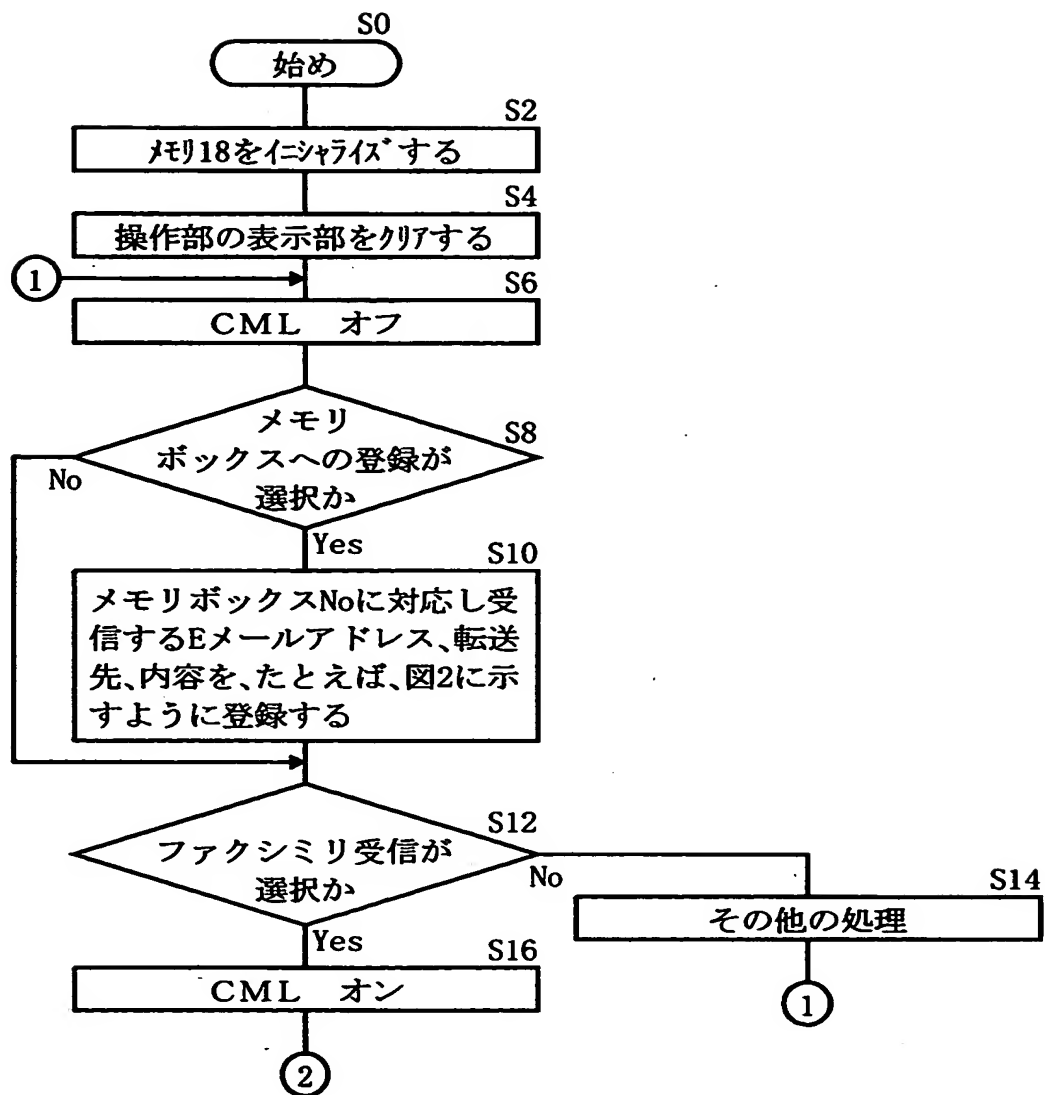 S0
始め
S2
メモリ18をイニシャライズする
S4
操作部の表示部をクリアする
1
S6
CML オフ
メモリ
S8
ボックスへの登録が
No
選択か
Yes
S10
メモリボックスNoに対応し受
信するEメールアドレス、転送
先、内容を、たとえば、図2に示
すように登録する
S12
ファクシミリ受信が
選択か
No
S14
その他の処理
Yes
S16
CML オン
1
2